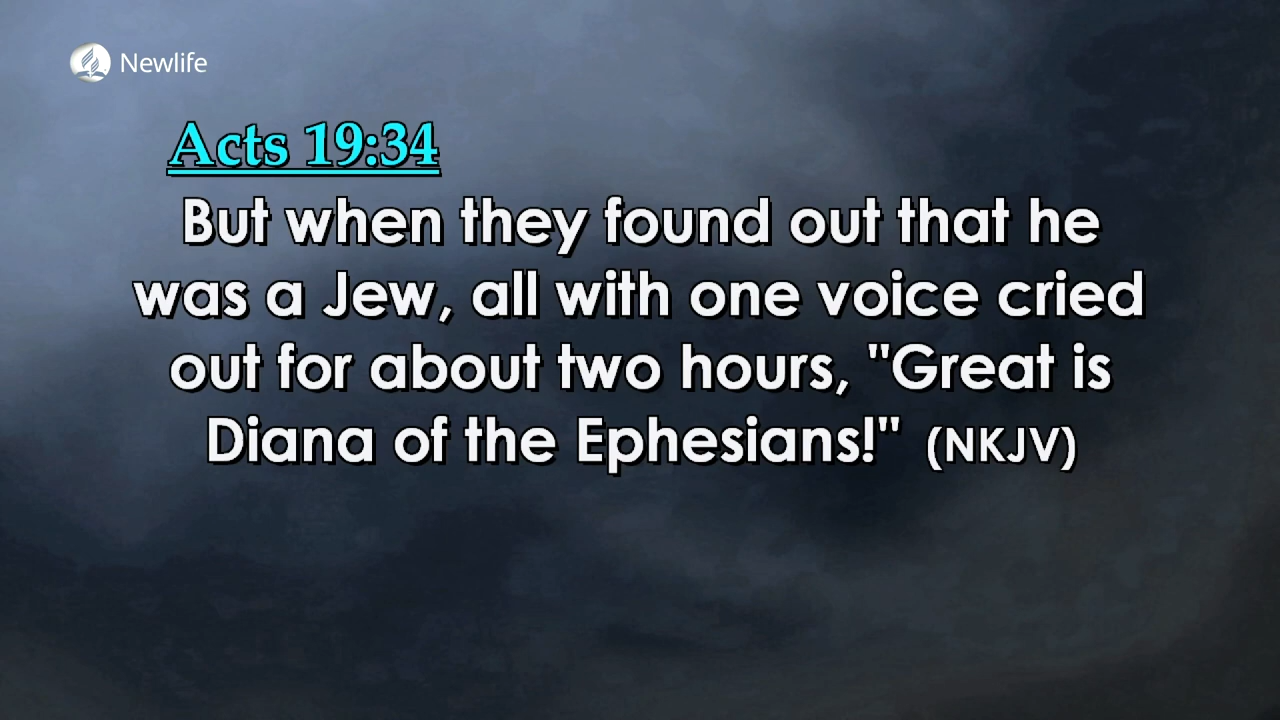 Newlife
Acts 19:34
But when they found out that he
was a Jew, all with one voice cried
out for about two hours, "Great is
Diana of the Ephesians!" (NKJV)